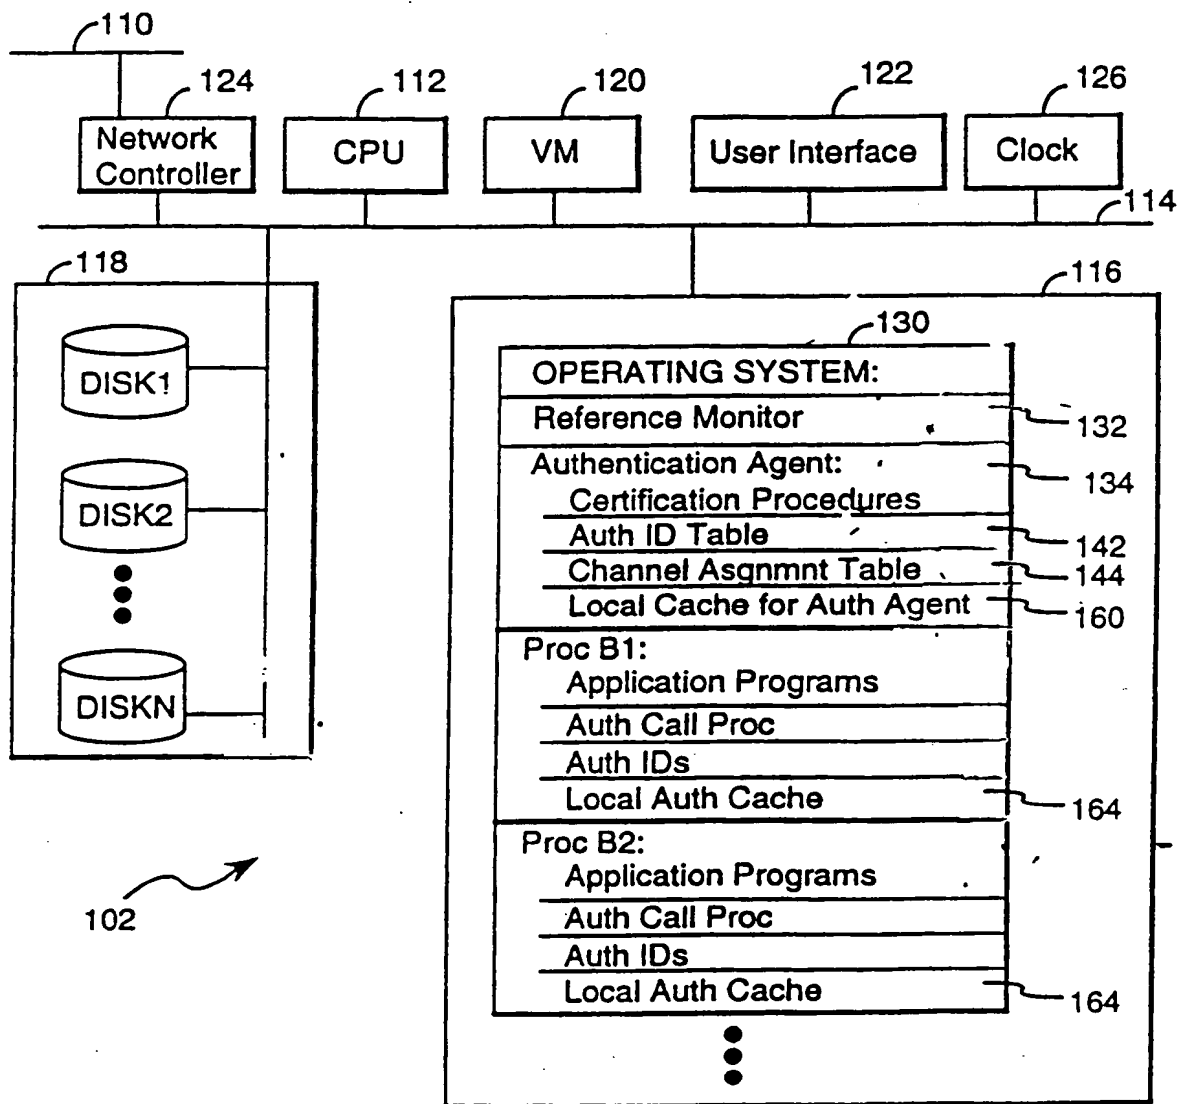 110
124
112
120
122
126
Network
Controller
CPU
VM
User Interface
Clock
114
118
116
DISK1
DISK2
DISKN
130
OPERATING SYSTEM:
Reference Monitor
132
Authentication Agent:
134
Certification Procedures
Auth ID Table
142
Channel Asgnmnt Table
144
Local Cache for Auth Agent
160
Proc B1:
Application Programs
Auth Call Proc
Auth IDs
Local Auth Cache
164
Proc B2:
Application Programs
Auth Call Proc
Auth IDs
Local Auth Cache
164
102